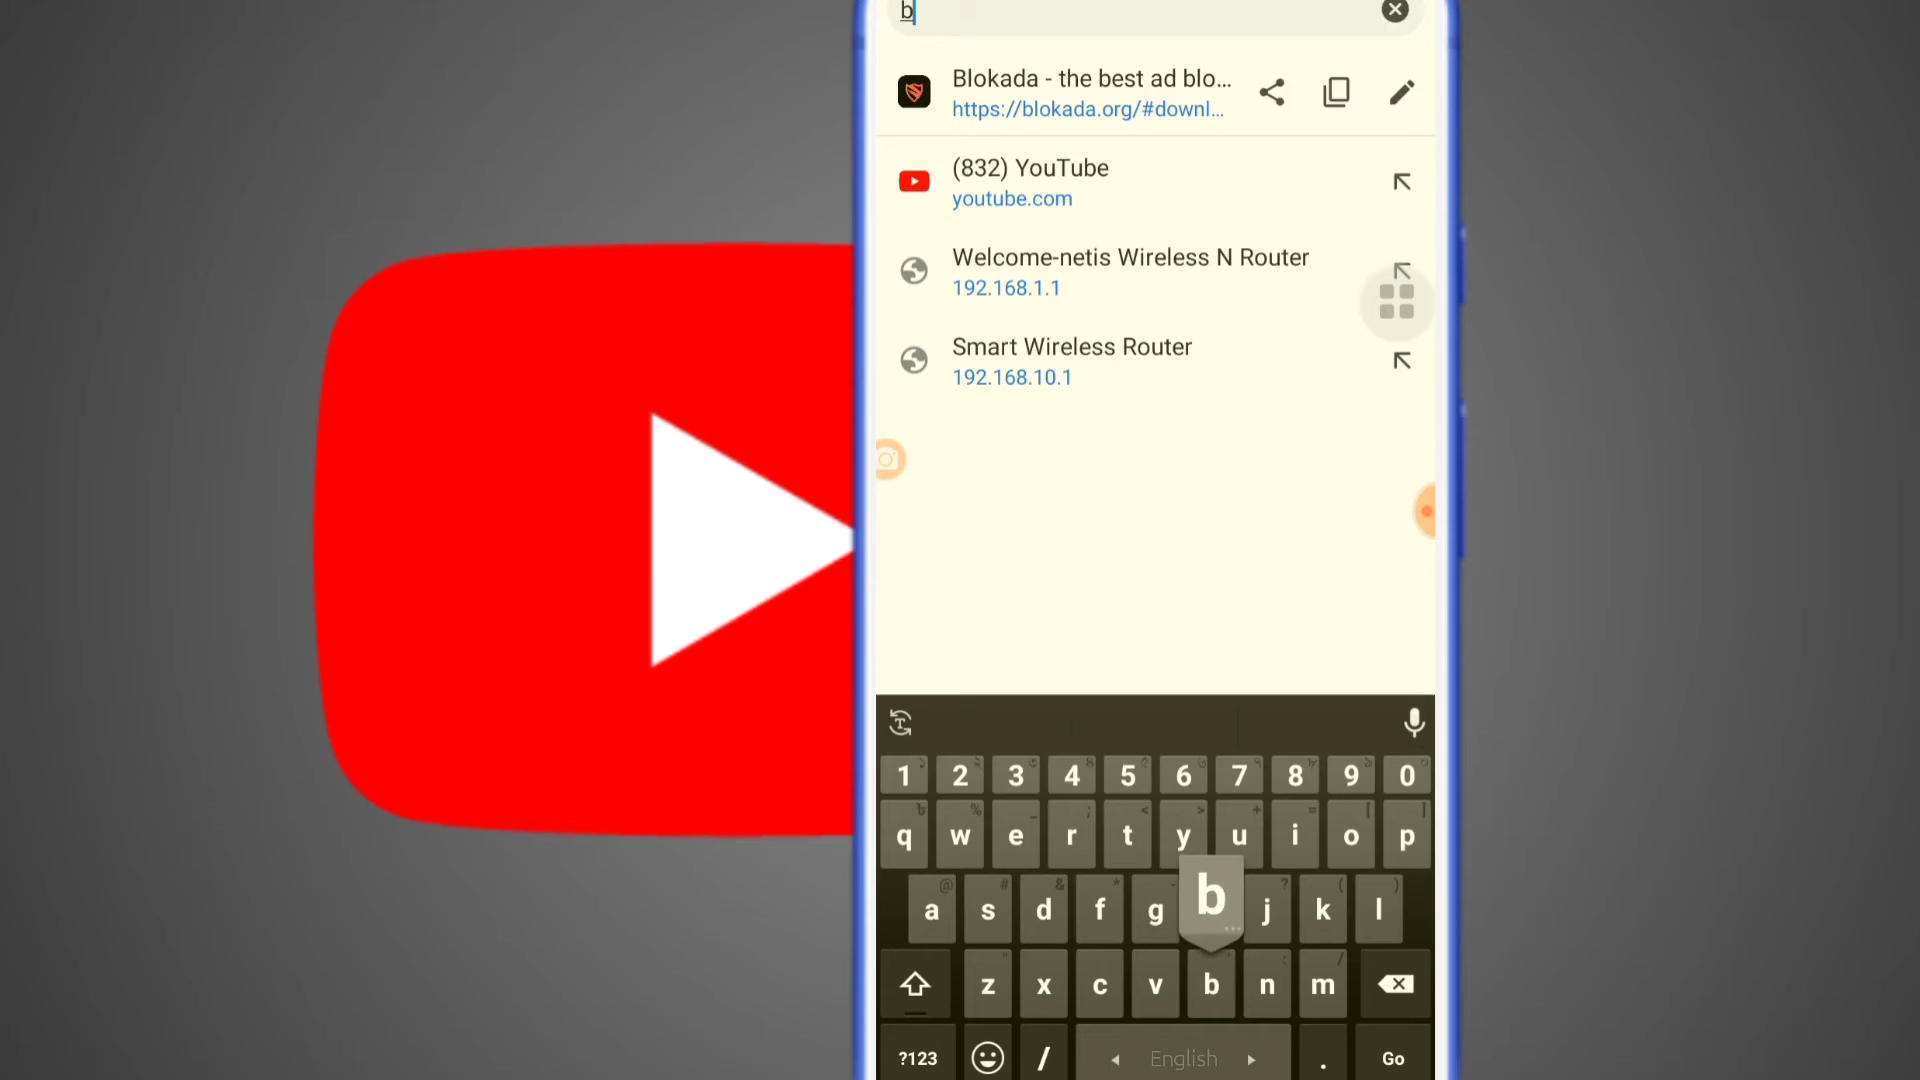 b
Blokada - the best ad blo...
https://blokada.org/#downl...
(832) YouTube
youtube.com
Welcome-netis Wireless N Router
192.168.1.1
Smart Wireless Router
192.168.10.1
1 2 3 4 5 6 7 8 9 0
q w e r t y u i o p
a s d f g b j k l
z x c v b n m
?123 / English . Go